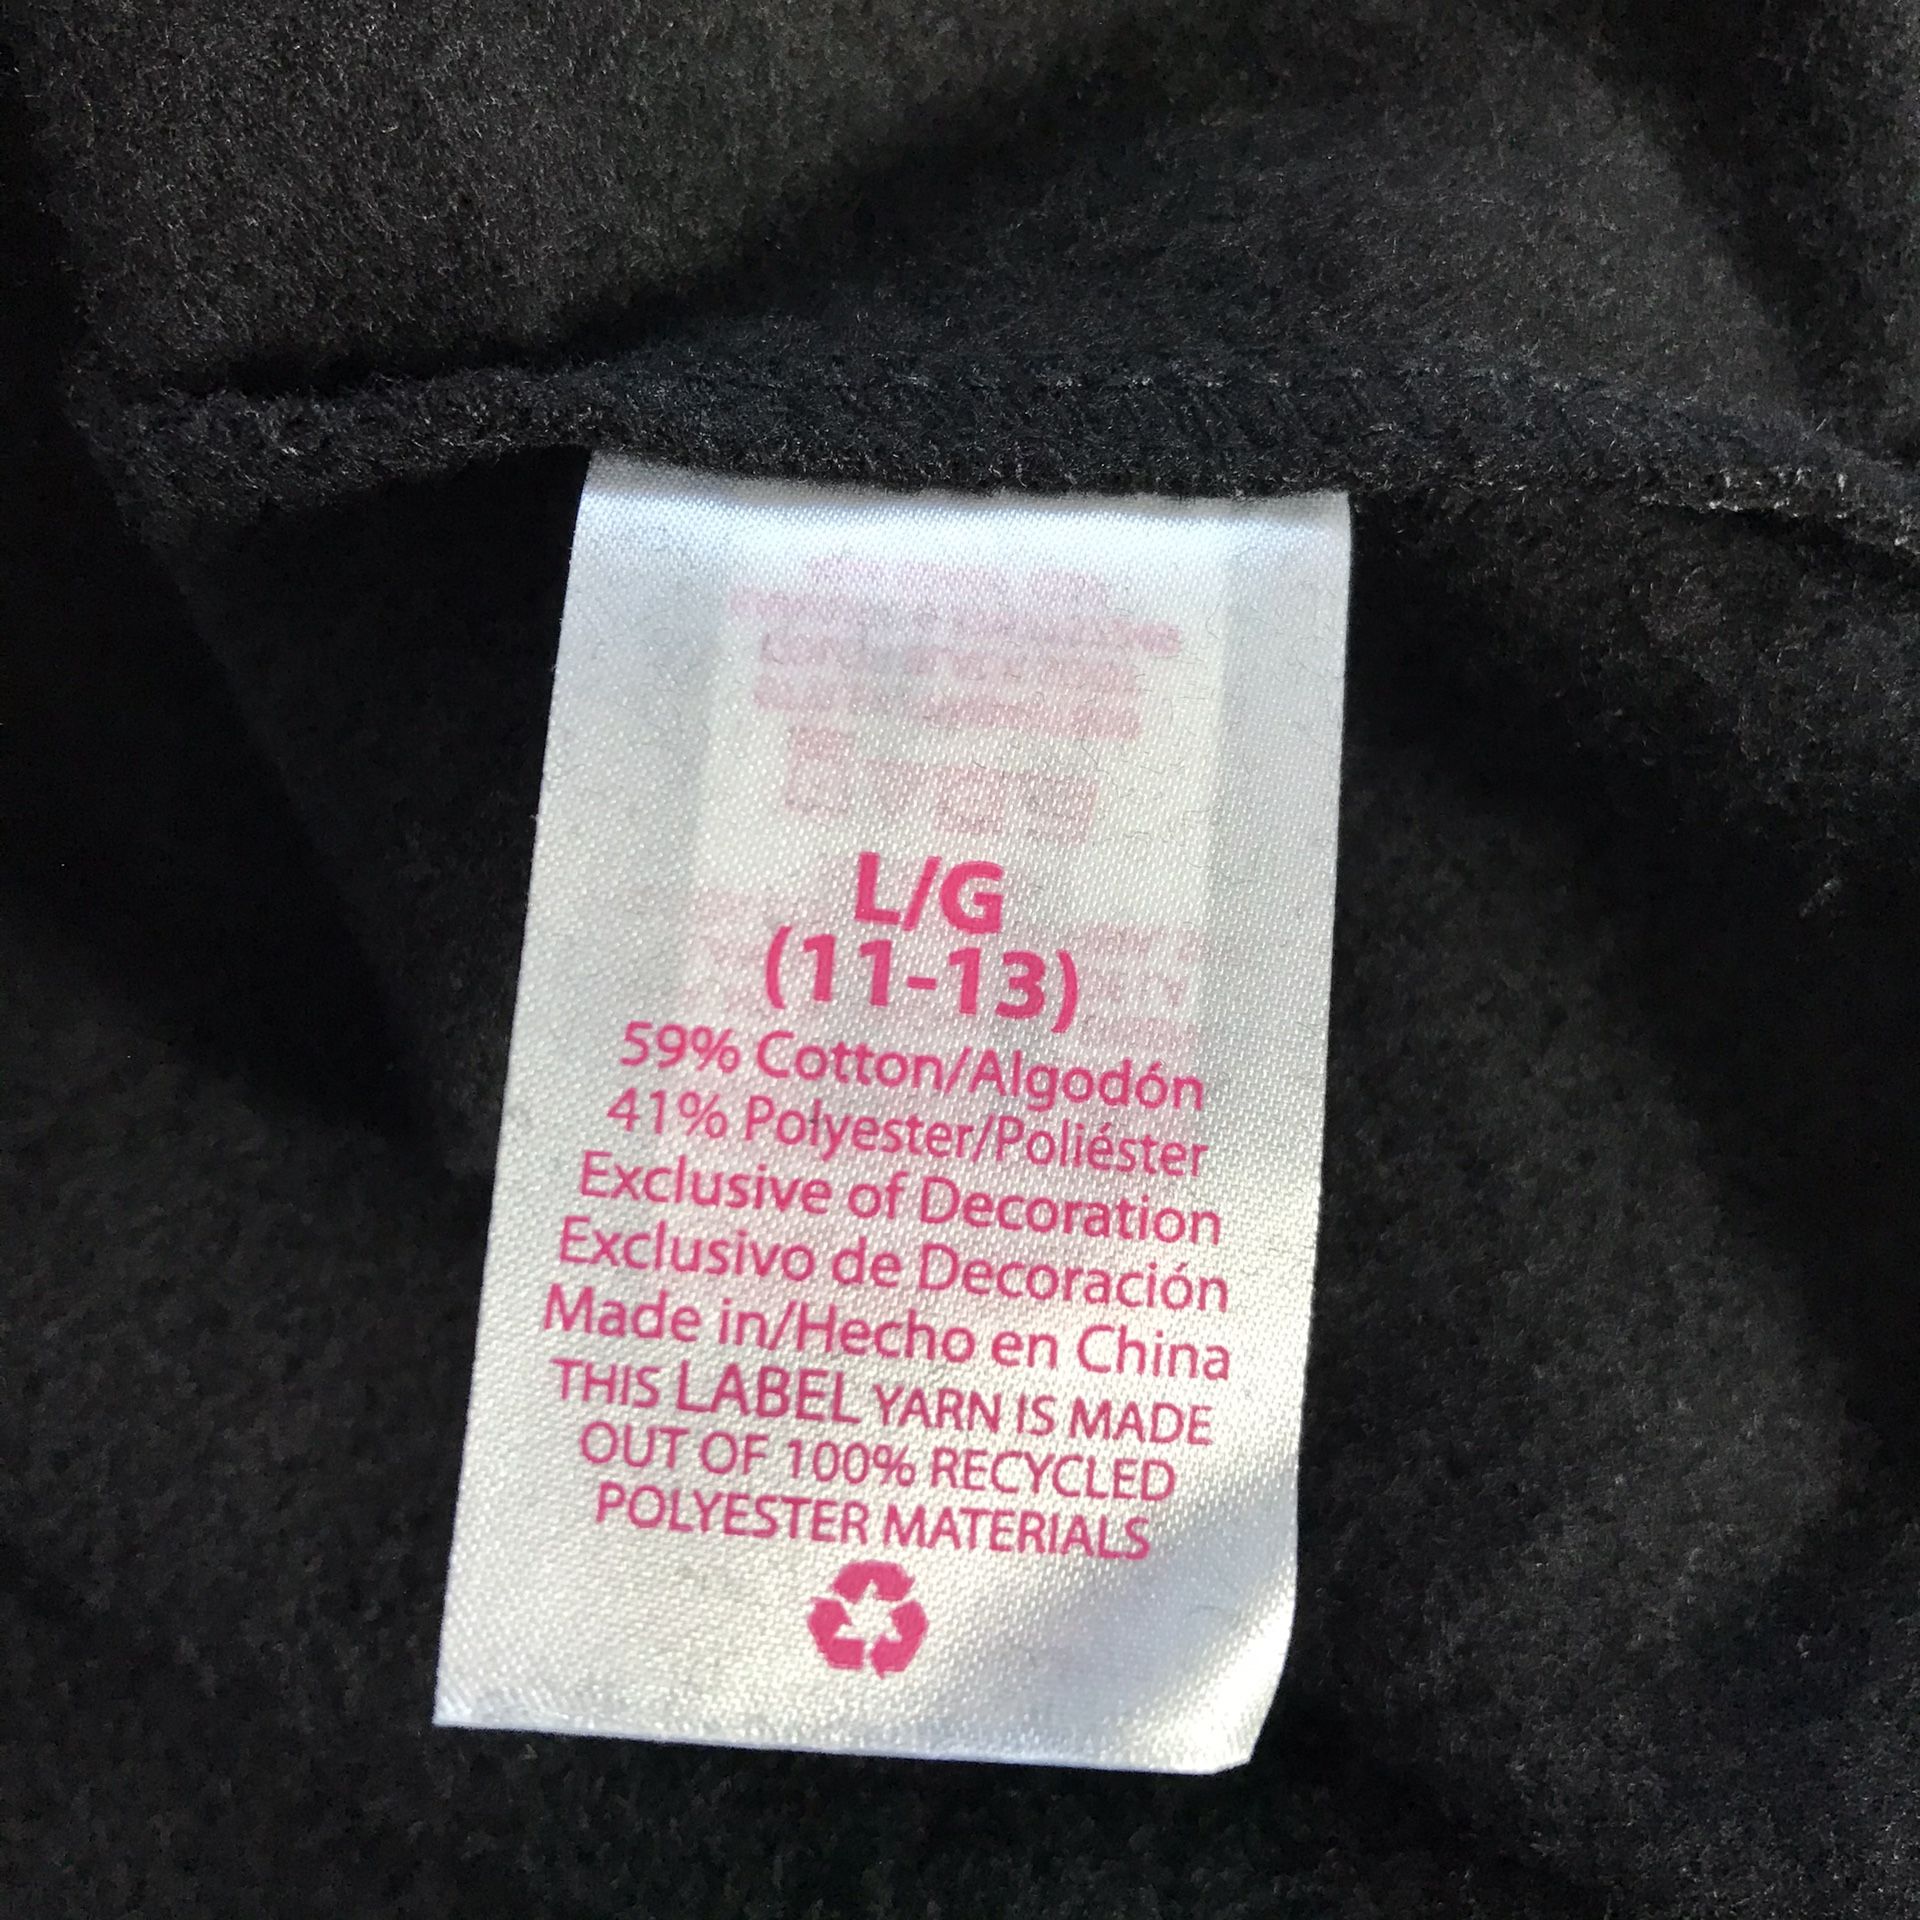 L/G
(11-13)
59% Cotton/Algodón
41% Polyester/Poliéster
Exclusive of Decoration
Exclusivo de Decoración
Made in/Hecho en China
THIS LABEL YARN IS MADE
OUT OF 100% RECYCLED
POLYESTER MATERIALS